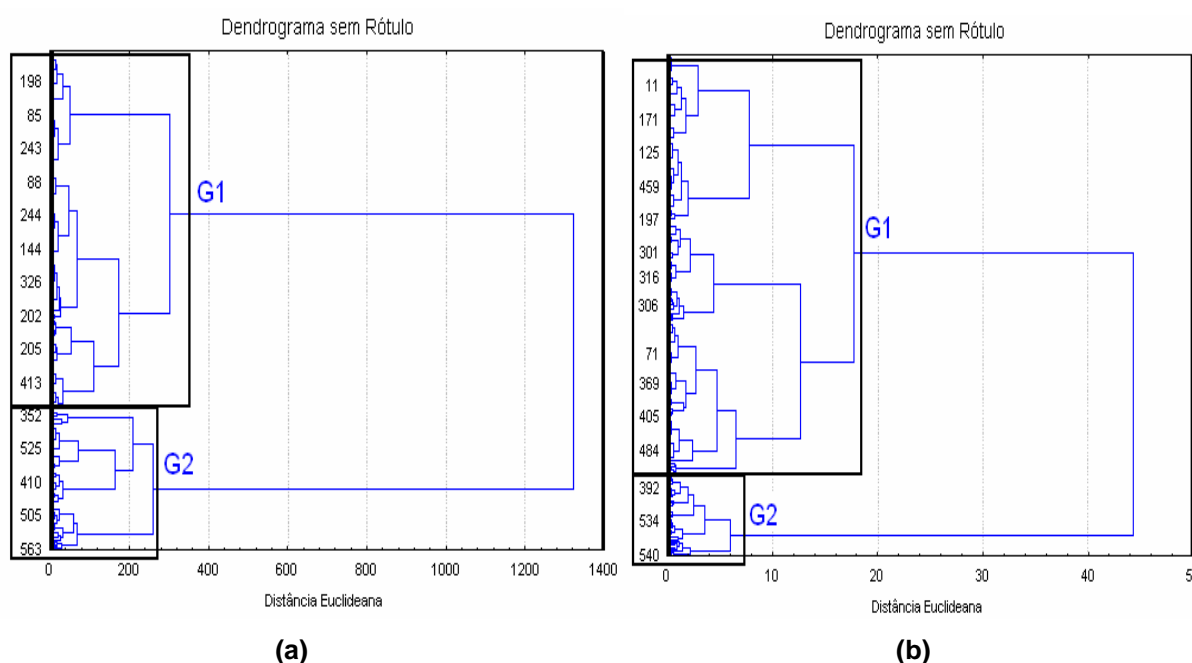 Dendrograma sem Rótulo
198
85
243
88
244
144
326
202
205
413
352
525
410
505
563
G1
G2
0 200 400 600 800 1000 1200 1400
Distância Euclideana
(a)
Dendrograma sem Rótulo
11
171
125
459
197
301
316
306
71
369
405
484
392
534
540
G1
G2
0 10 20 30 40 50
Distância Euclideana
(b)